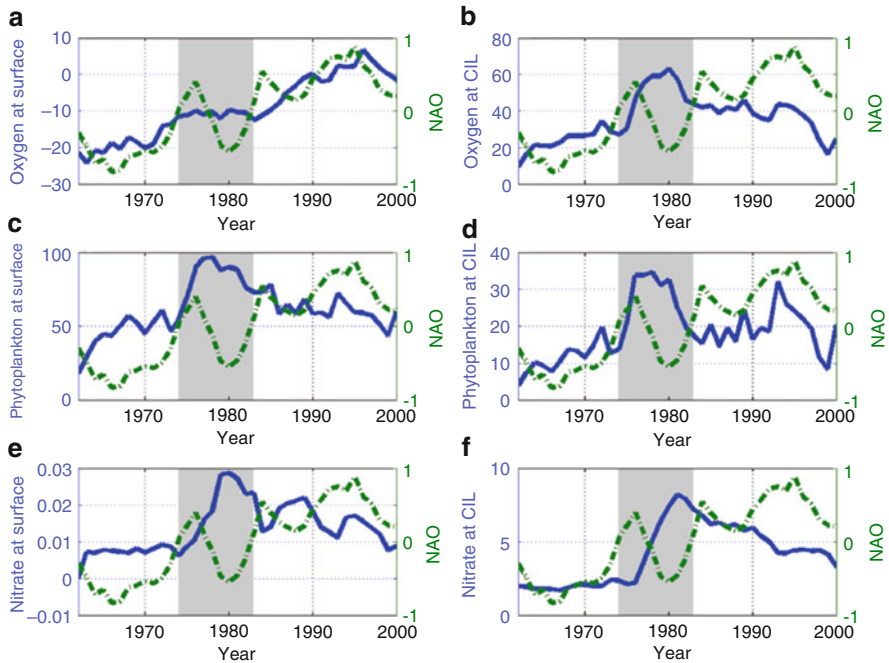 a
Oxygen at surface
10
0
−10
−20
−30
1970
1980
1990
2000
Year
1
0
-1
NAO
b
Oxygen at CIL
80
60
40
20
0
1970
1980
1990
2000
Year
1
0
-1
NAO
c
Phytoplankton at surface
100
50
0
1970
1980
1990
2000
Year
1
0
-1
NAO
d
Phytoplankton at CIL
40
30
20
10
0
1970
1980
1990
2000
Year
1
0
-1
NAO
e
Nitrate at surface
0.03
0.02
0.01
0
−0.01
1970
1980
1990
2000
Year
1
0
-1
NAO
f
Nitrate at CIL
10
5
0
1970
1980
1990
2000
Year
1
0
-1
NAO